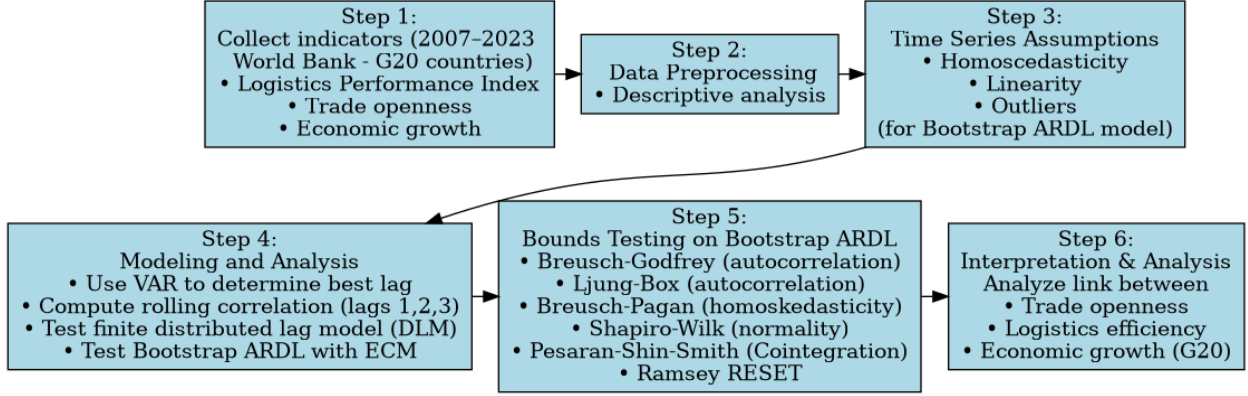 Step 1:
Collect indicators (2007–2023
World Bank - G20 countries)
• Logistics Performance Index
• Trade openness
• Economic growth
Step 2:
Data Preprocessing
• Descriptive analysis
Step 3:
Time Series Assumptions
• Homoscedasticity
• Linearity
• Outliers
(for Bootstrap ARDL model)
Step 4:
Modeling and Analysis
• Use VAR to determine best lag
• Compute rolling correlation (lags 1,2,3)
• Test finite distributed lag model (DLM)
• Test Bootstrap ARDL with ECM
Step 5:
Bounds Testing on Bootstrap ARDL
• Breusch-Godfrey (autocorrelation)
• Ljung-Box (autocorrelation)
• Breusch-Pagan (homoskedasticity)
• Shapiro-Wilk (normality)
• Pesaran-Shin-Smith (Cointegration)
• Ramsey RESET
Step 6:
Interpretation & Analysis
Analyze link between
• Trade openness
• Logistics efficiency
• Economic growth (G20)